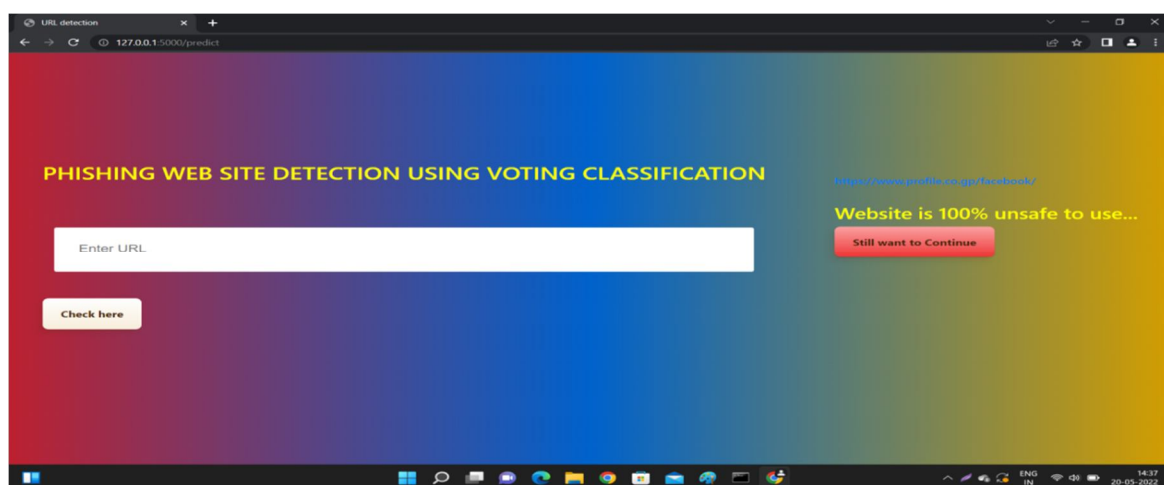 URL detection
127.0.0.1:5000/predict
PHISHING WEB SITE DETECTION USING VOTING CLASSIFICATION
https://www.profile.co.gp/facebook/
Website is 100% unsafe to use...
Enter URL
Still want to Continue
Check here
ENG
IN
14:37
20-05-2022